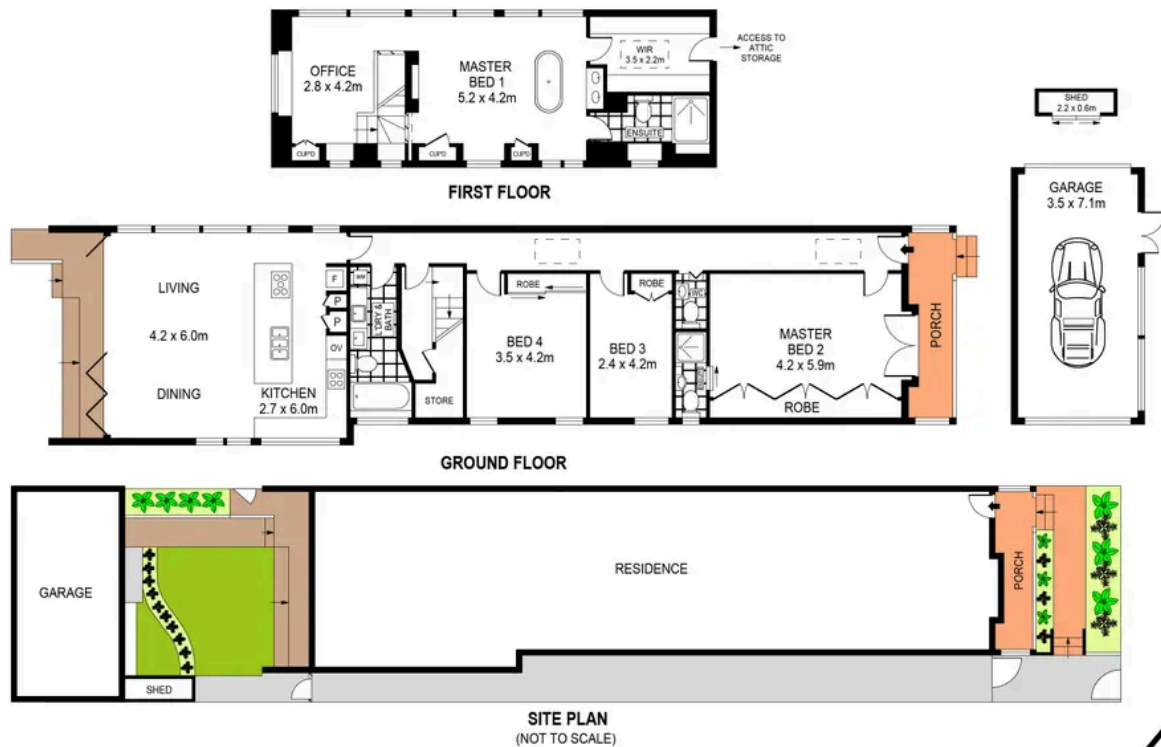 OFFICE
2.8 x 4.2m
MASTER
BED 1
5.2 x 4.2m
WIR
3.5 x 2.2m
ACCESS TO
ATTIC
STORAGE
ENSUITE
CUP'D
CUP'D
CUP'D
FIRST FLOOR
SHED
2.2 x 0.6m
GARAGE
3.5 x 7.1m
LIVING
4.2 x 6.0m
DINING
KITCHEN
2.7 x 6.0m
F
P
P
OV
WM
L'DRY &
BATH
STORE
ROBE
BED 4
3.5 x 4.2m
ROBE
BED 3
2.4 x 4.2m
WC
MASTER
BED 2
4.2 x 5.9m
ROBE
PORCH
GROUND FLOOR
GARAGE
SHED
RESIDENCE
PORCH
SITE PLAN
(NOT TO SCALE)